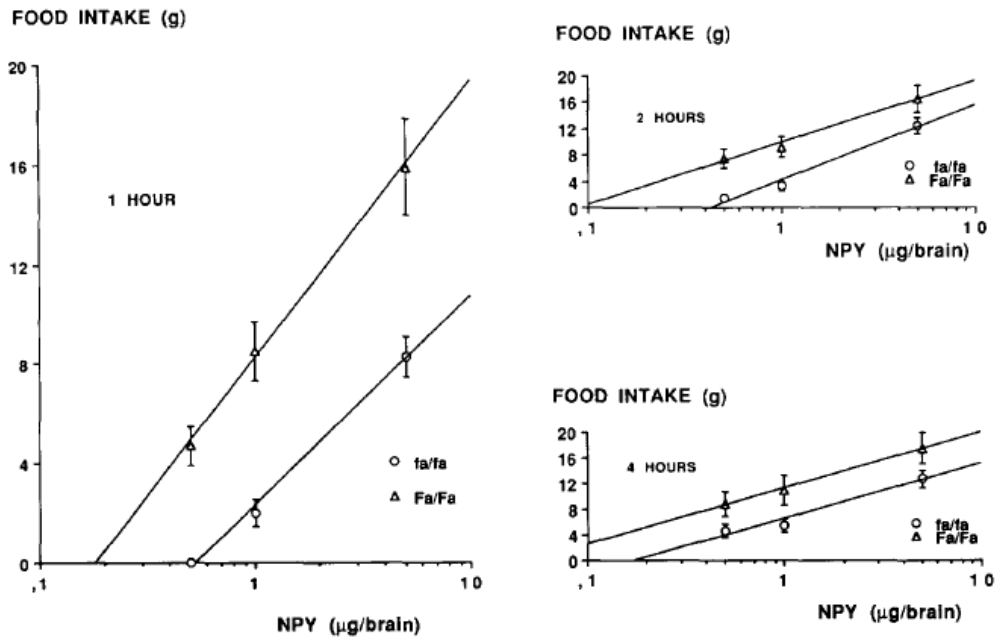 FOOD INTAKE (g)
20
16
12
8
4
0
1 HOUR
fa/fa
Fa/Fa
,1
1
10
NPY (µg/brain)
FOOD INTAKE (g)
20
16
12
8
4
0
2 HOURS
fa/fa
Fa/Fa
,1
1
10
NPY (µg/brain)
FOOD INTAKE (g)
20
16
12
8
4
0
4 HOURS
fa/fa
Fa/Fa
,1
1
10
NPY (µg/brain)